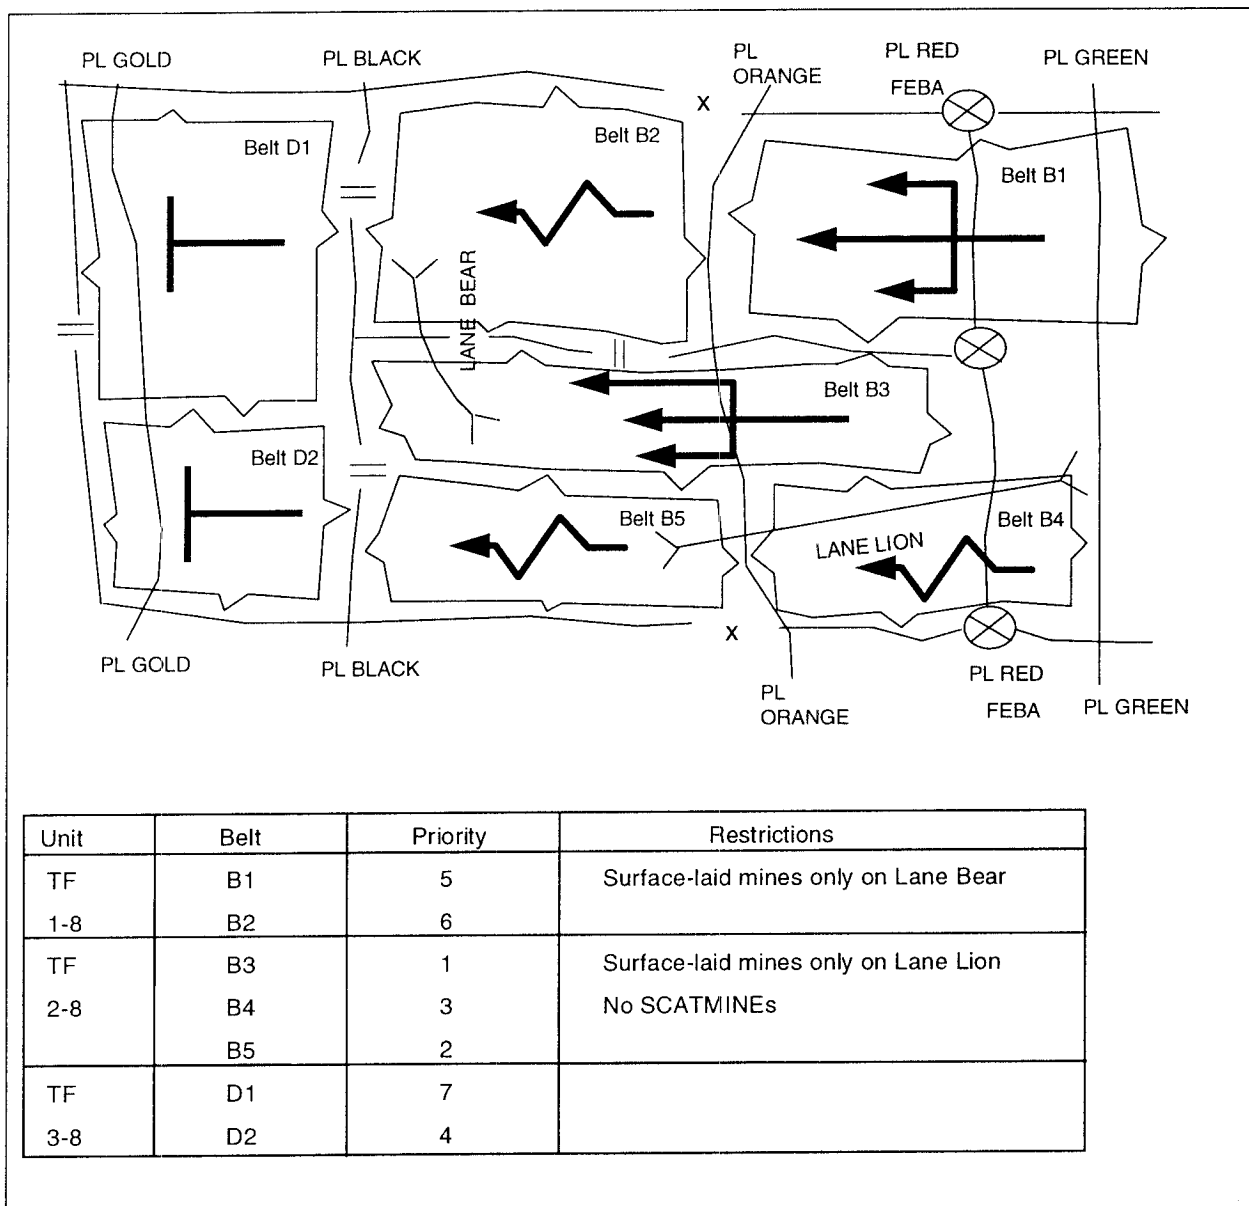 PL GOLD
PL BLACK
PL
ORANGE
PL RED
FEBA
PL GREEN
X
Belt D1
Belt B2
Belt B1
LANE BEAR
Belt B3
Belt D2
Belt B5
LANE LION
Belt B4
X
PL GOLD
PL BLACK
PL
ORANGE
PL RED
FEBA
PL GREEN
Unit Belt Priority Restrictions
TF B1 5 Surface-laid mines only on Lane Bear
1-8 B2 6
TF B3 1 Surface-laid mines only on Lane Lion
2-8 B4 3 No SCATMINEs
B5 2
TF D1 7
3-8 D2 4